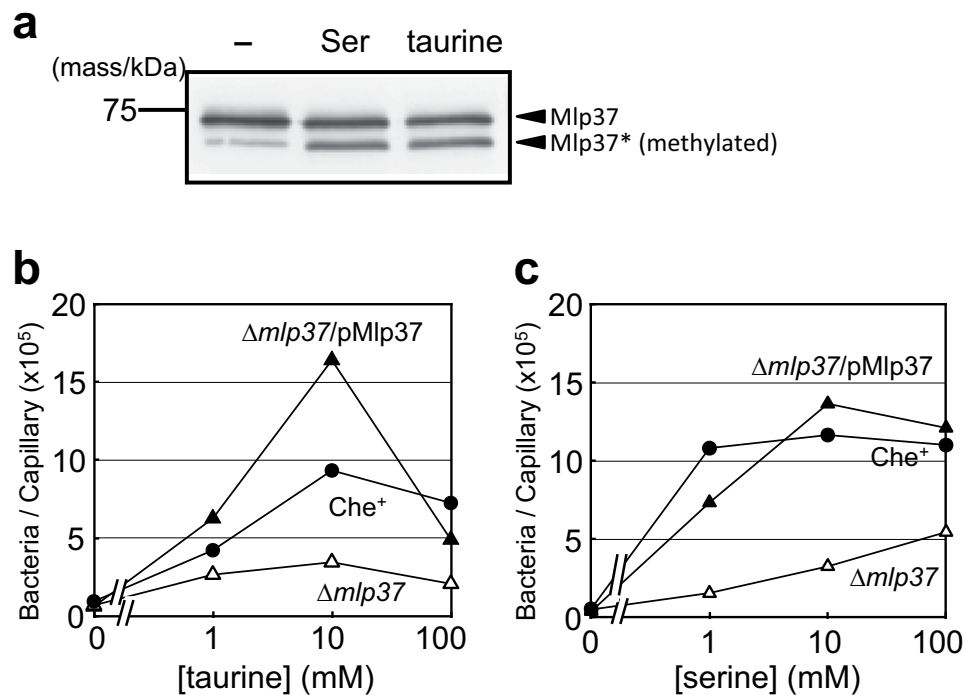 a
– Ser taurine
(mass/kDa)
75
Mlp37
Mlp37* (methylated)
b
Bacteria / Capillary (x10⁵)
20
15
10
5
0
Δmlp37/pMlp37
Che⁺
Δmlp37
0 1 10 100
[taurine] (mM)
c
Bacteria / Capillary (x10⁵)
20
15
10
5
0
Δmlp37/pMlp37
Che⁺
Δmlp37
0 1 10 100
[serine] (mM)